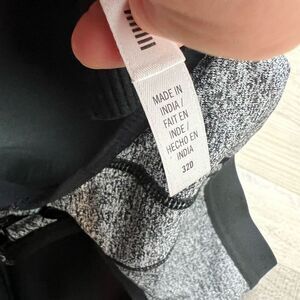 MADE IN
INDIA/
FAIT EN
INDE/
HECHO EN
INDIA
32D